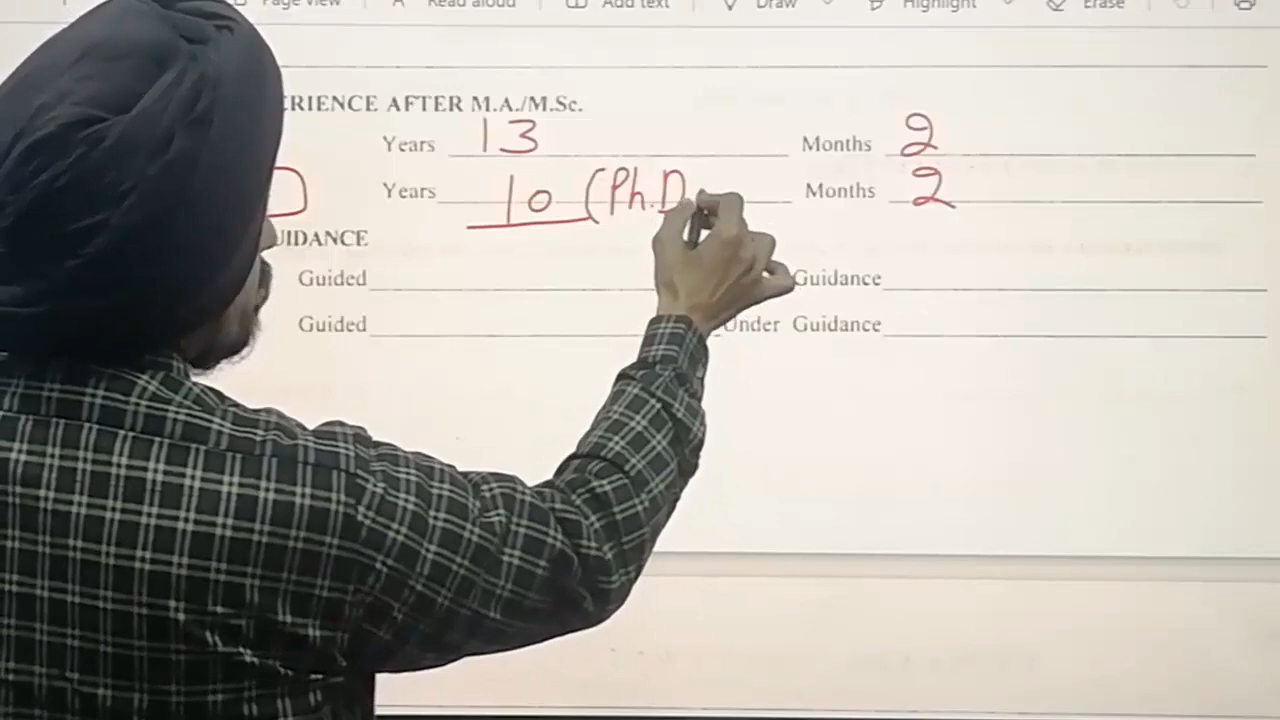 Page view Read aloud Add text Draw Highlight Erase
ERIENCE AFTER M.A./M.Sc.
Years 13 Months 2
Years 10 (Ph.D Months 2
UIDANCE
Guided Guidance
Guided Under Guidance